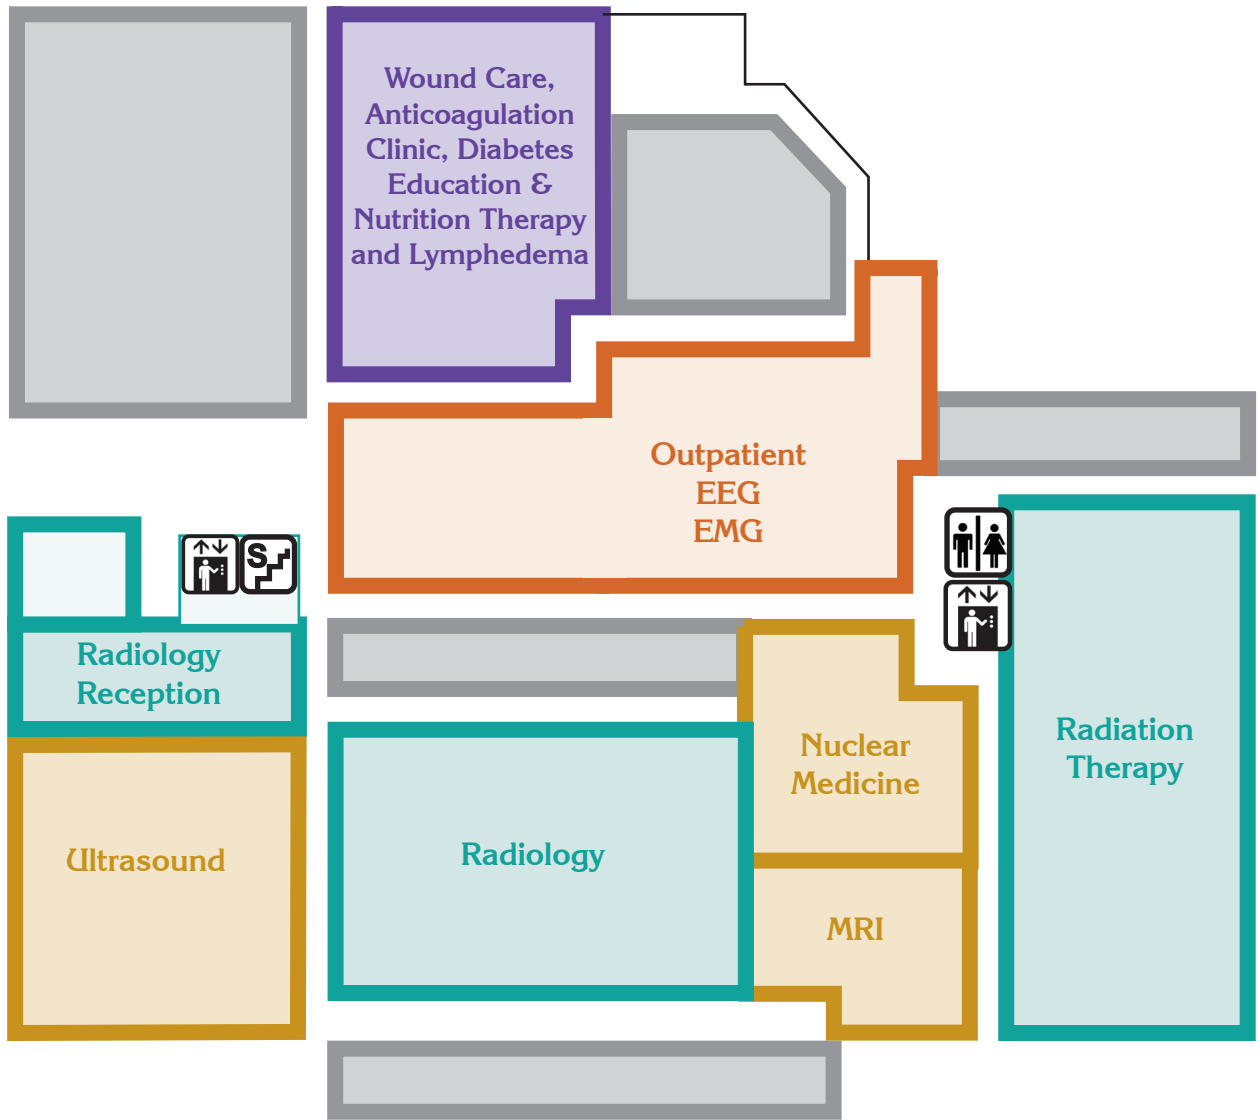 Wound Care,
Anticoagulation
Clinic, Diabetes
Education &
Nutrition Therapy
and Lymphedema
Outpatient
EEG
EMG
S
Radiology
Reception
Nuclear
Medicine
Radiation
Therapy
Ultrasound
Radiology
MRI